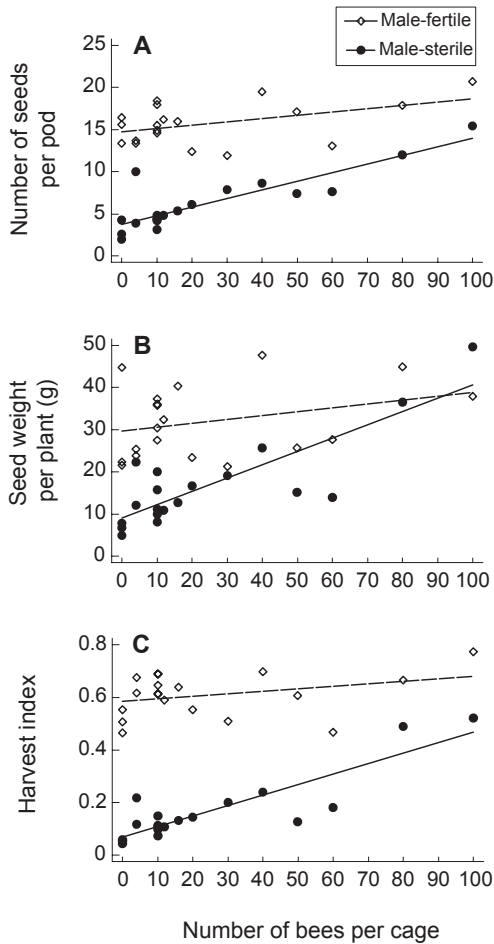 Male-fertile
Male-sterile
A
25
20
15
10
5
0
0 10 20 30 40 50 60 70 80 90 100
Number of seeds
per pod
B
50
40
30
20
10
0
0 10 20 30 40 50 60 70 80 90 100
Seed weight
per plant (g)
C
0.8
0.6
0.4
0.2
0
0 10 20 30 40 50 60 70 80 90 100
Harvest index
Number of bees per cage